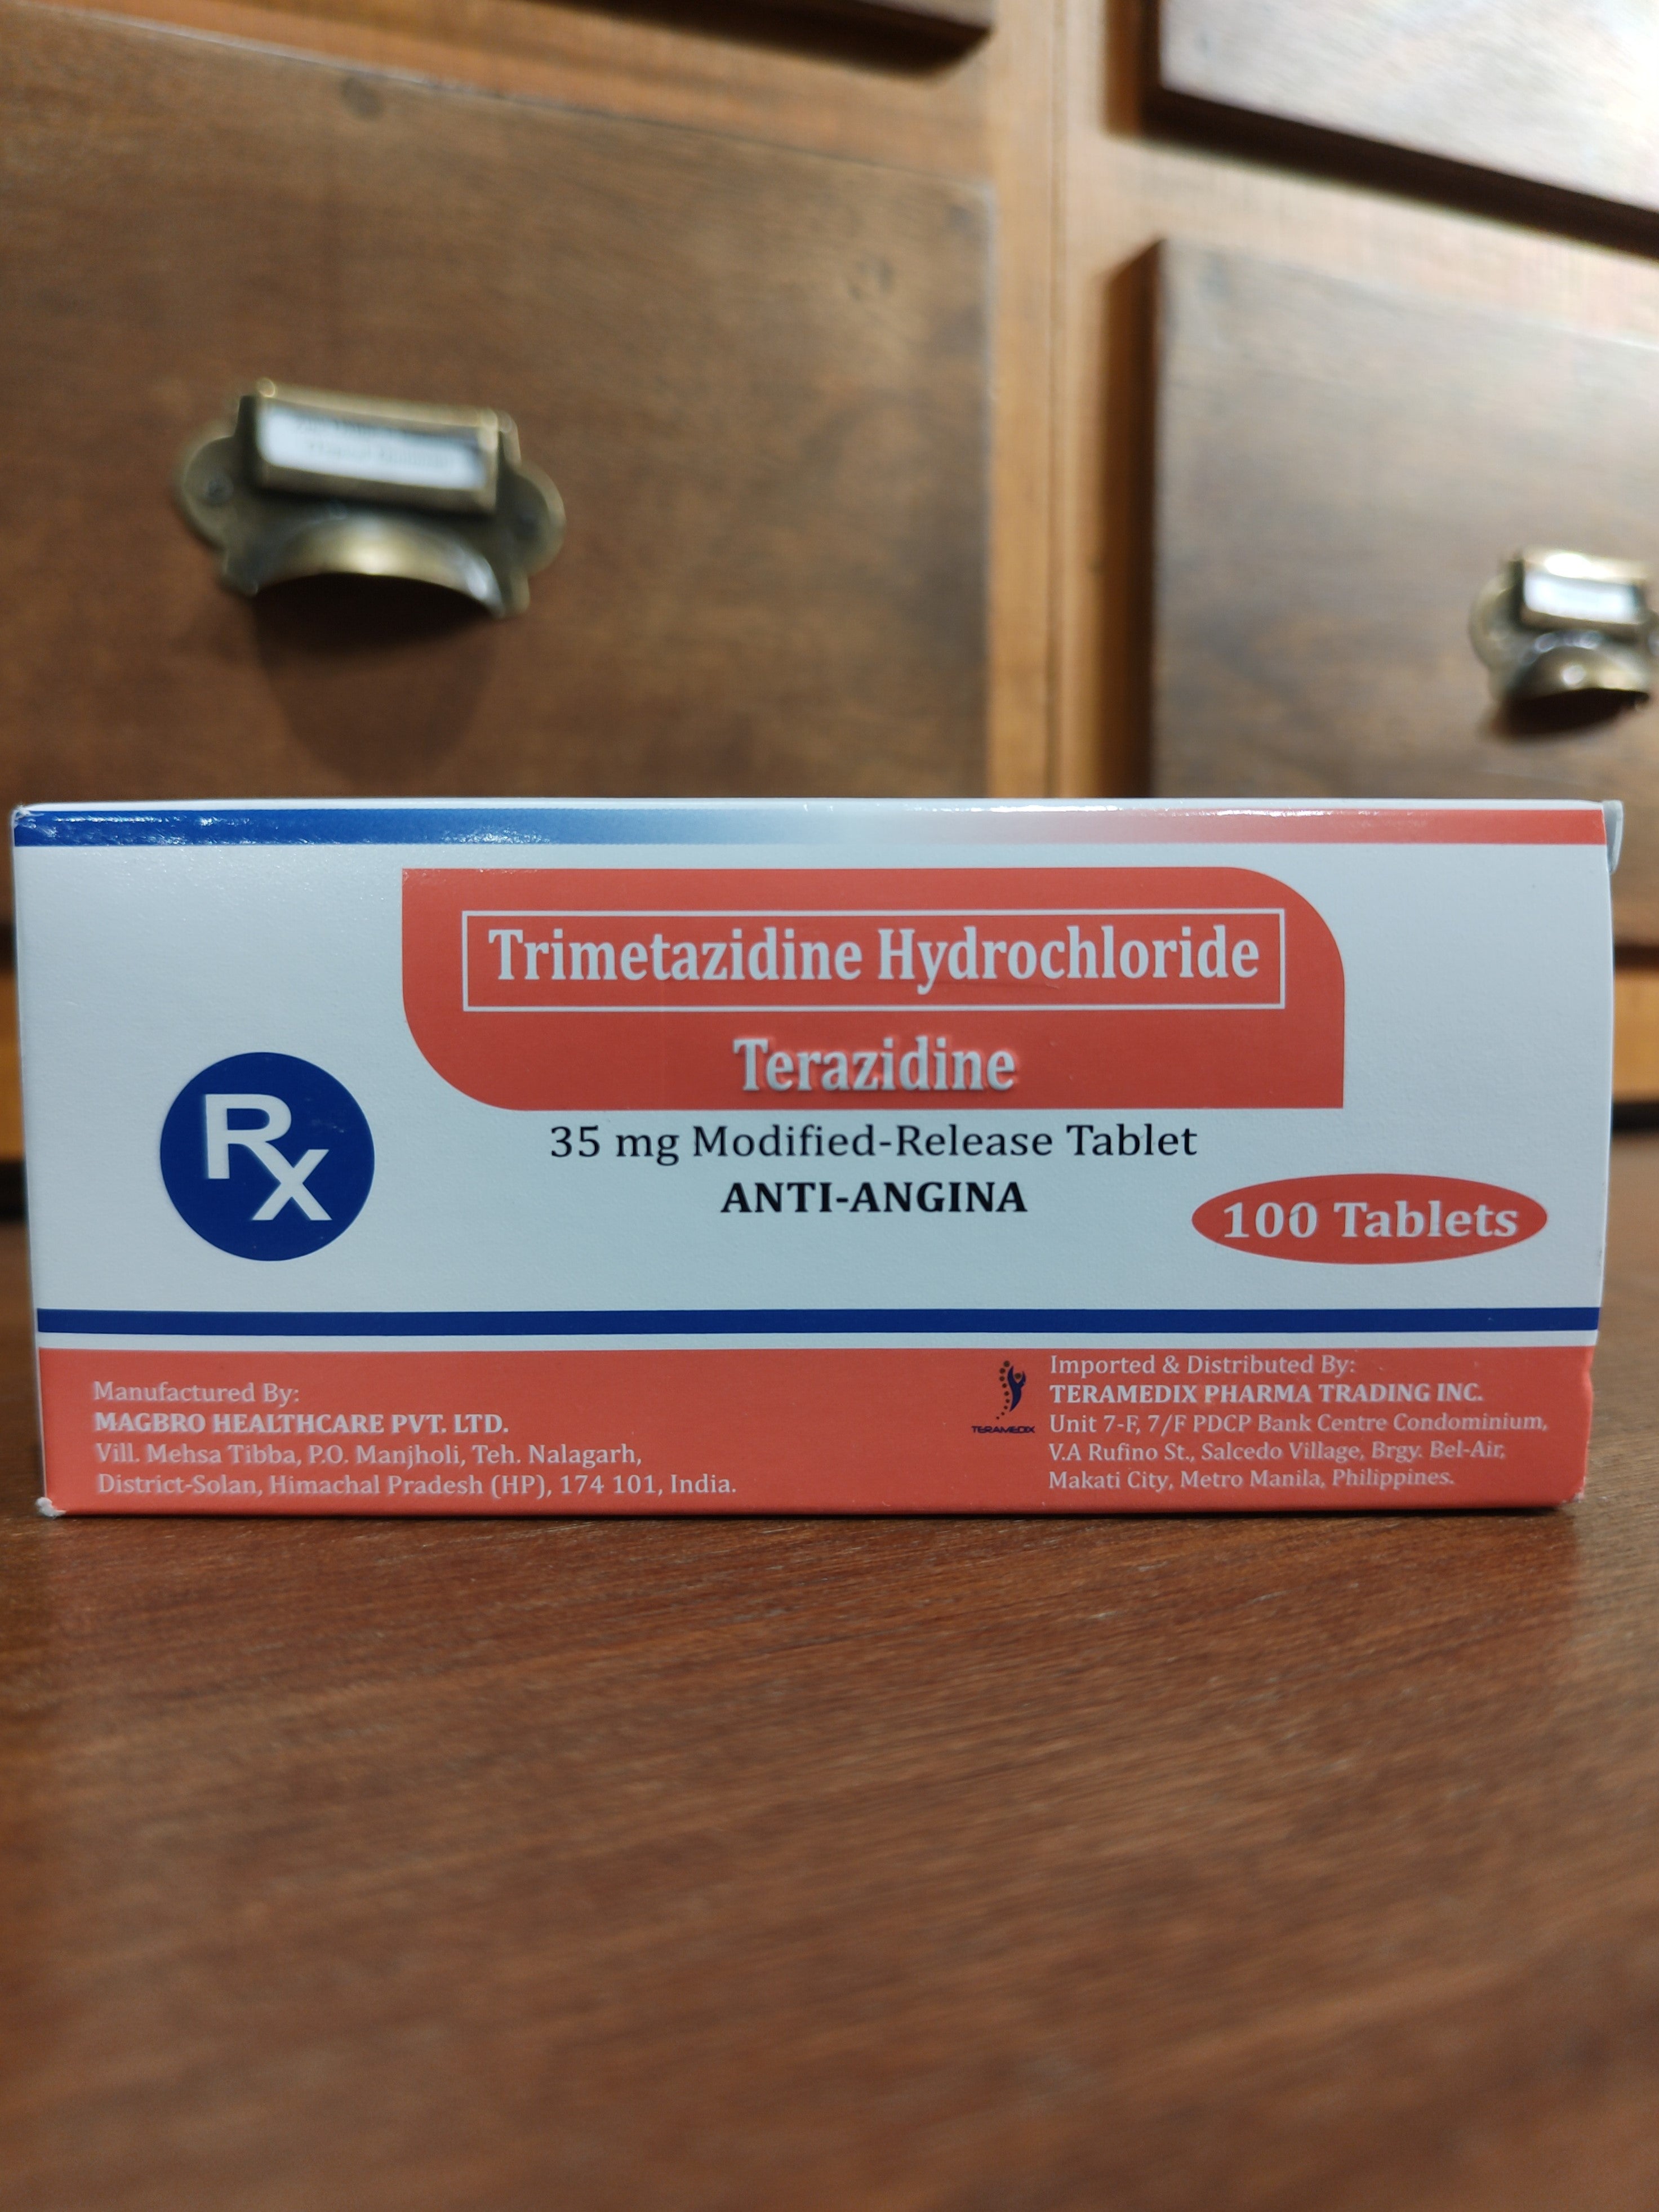 Trimetazidine Hydrochloride
Terazidine
35 mg Modified-Release Tablet
ANTI-ANGINA
Rx
100 Tablets
Manufactured By:
MAGBRO HEALTHCARE PVT. LTD.
Vill. Mehsa Tibba, P.O. Manjholi, Teh. Nalagarh,
District-Solan, Himachal Pradesh (HP), 174 101, India.
TERAMEDIX
Imported & Distributed By:
TERAMEDIX PHARMA TRADING INC.
Unit 7-F, 7/F PDCP Bank Centre Condominium,
V.A Rufino St., Salcedo Village, Brgy. Bel-Air,
Makati City, Metro Manila, Philippines.